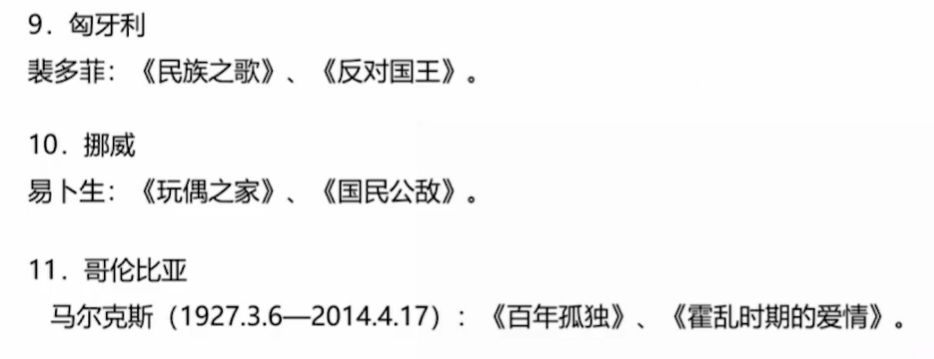 9．匈牙利
裴多菲：《民族之歌》、《反对国王》。
10．挪威
易卜生：《玩偶之家》、《国民公敌》。
11．哥伦比亚
马尔克斯（1927.3.6—2014.4.17）：《百年孤独》、《霍乱时期的爱情》。